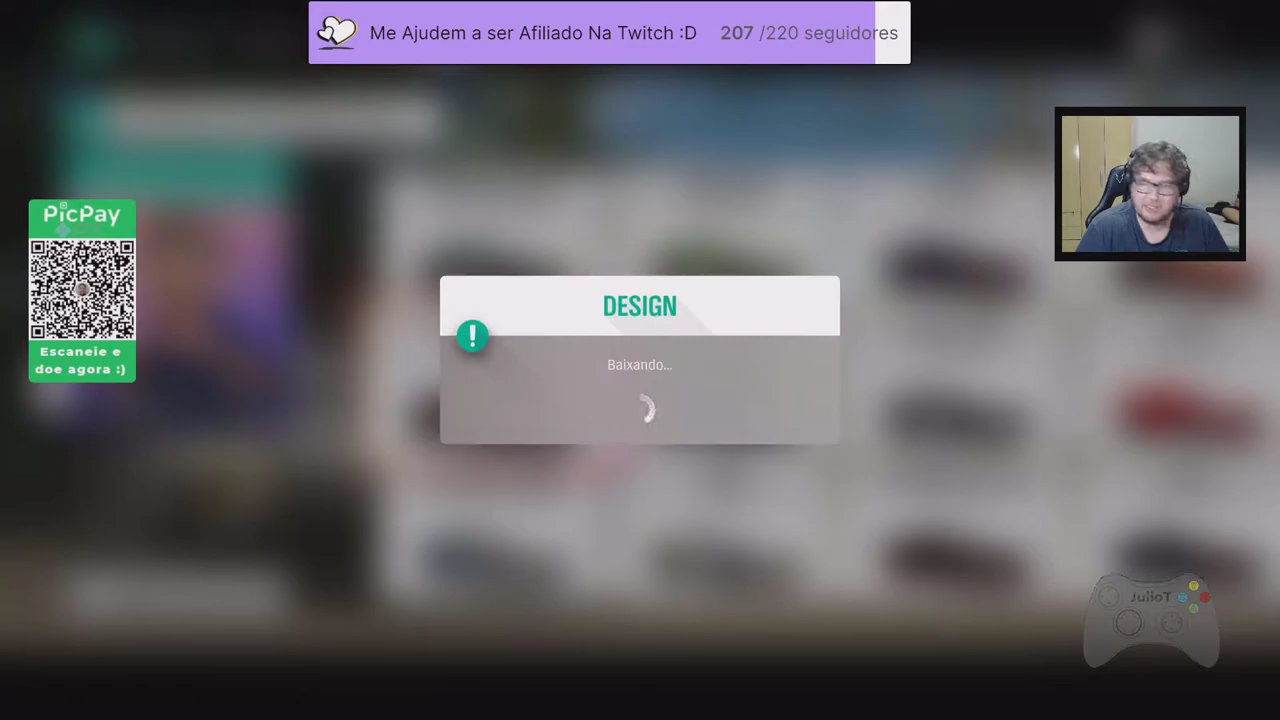 Me Ajudem a ser Afiliado Na Twitch :D 207 /220 seguidores
PicPay
Escaneie e
doe agora :)
DESIGN
!
Baixando...
JulioT